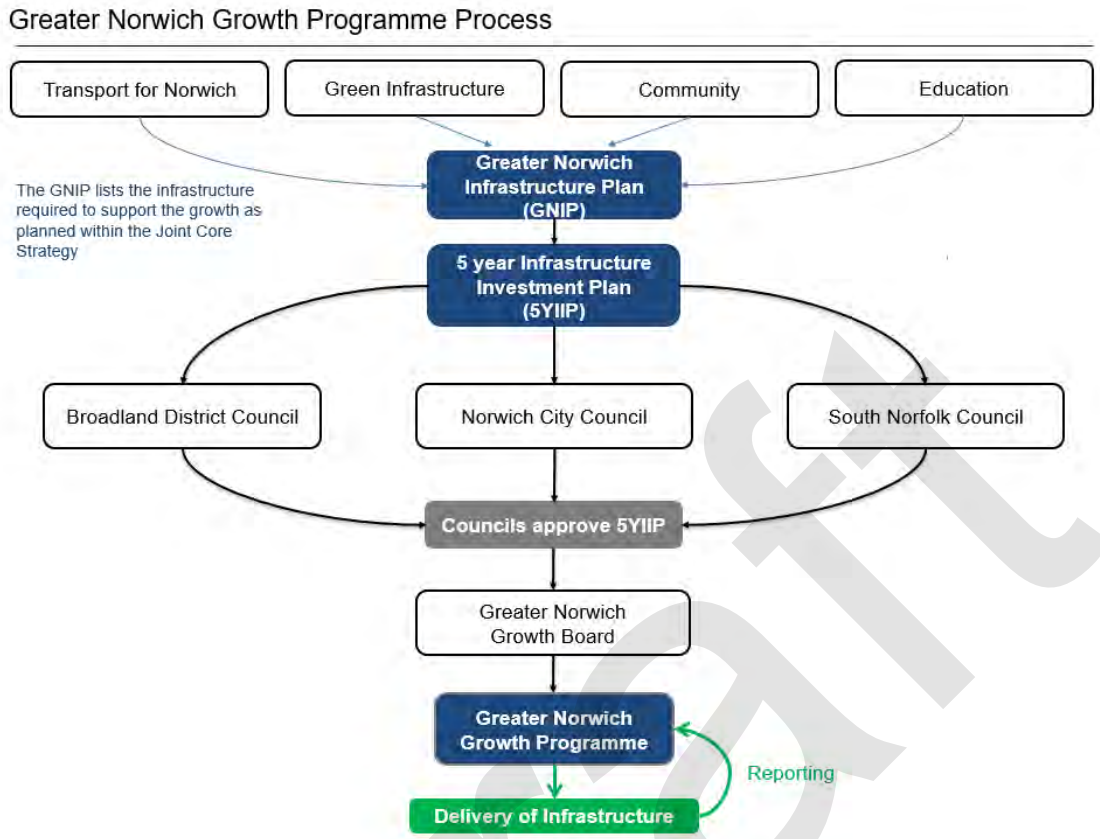 Greater Norwich Growth Programme Process
Transport for Norwich
Green Infrastructure
Community
Education
Greater Norwich
Infrastructure Plan
(GNIP)
The GNIP lists the infrastructure
required to support the growth as
planned within the Joint Core
Strategy
5 year Infrastructure
Investment Plan
(5YIIP)
Broadland District Council
Norwich City Council
South Norfolk Council
Councils approve 5YIIP
Greater Norwich
Growth Board
Greater Norwich
Growth Programme
Reporting
Delivery of Infrastructure
raft